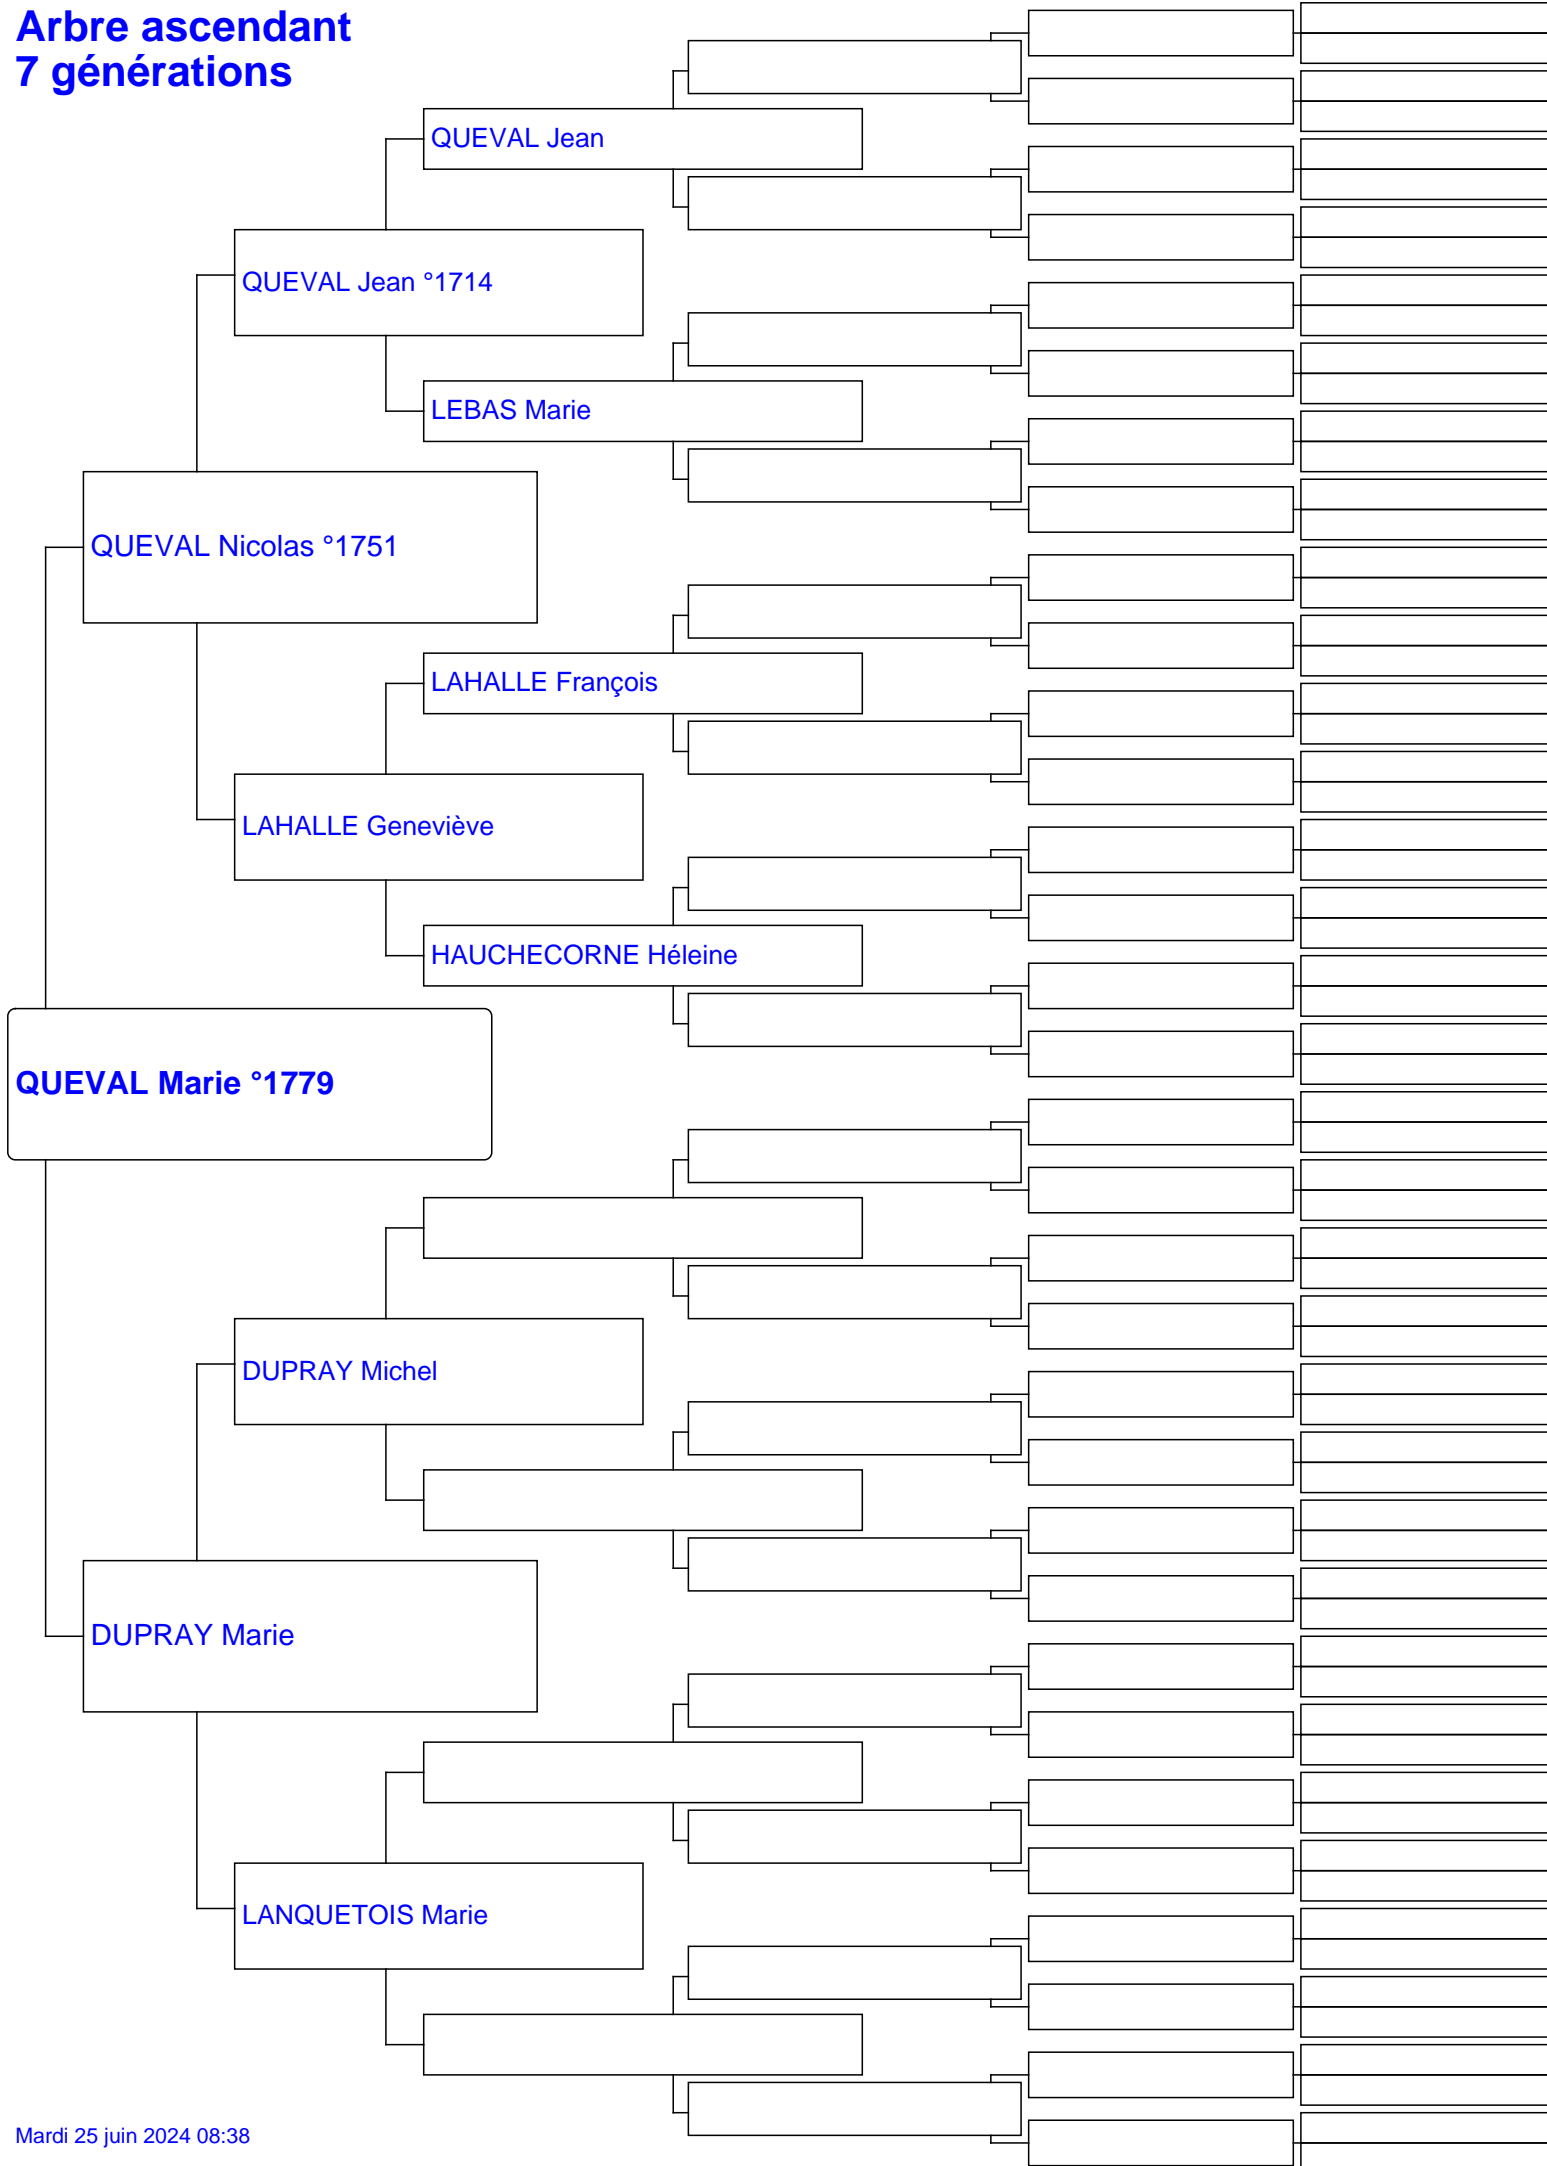 Arbre ascendant
7 générations
QUEVAL Jean
QUEVAL Jean °1714
LEBAS Marie
QUEVAL Nicolas °1751
LAHALLE François
LAHALLE Geneviève
HAUCHECORNE Héleine
QUEVAL Marie °1779
DUPRAY Michel
DUPRAY Marie
LANQUETOIS Marie
Mardi 25 juin 2024 08:38